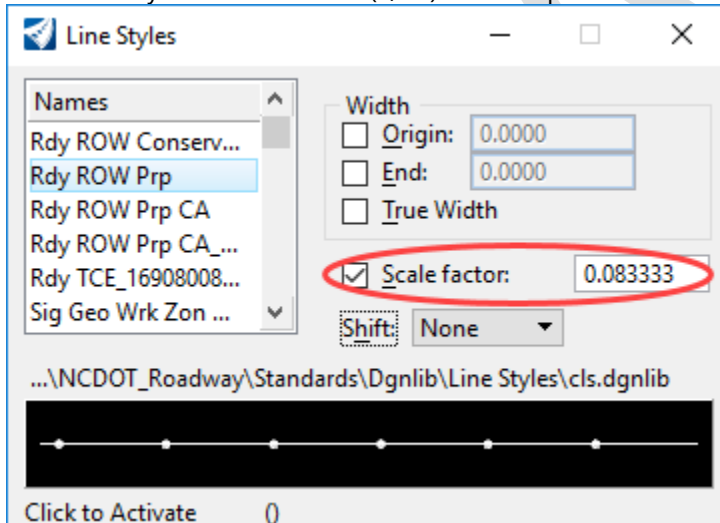 Line Styles
Names
Rdy ROW Conserv...
Rdy ROW Prp
Rdy ROW Prp CA
Rdy ROW Prp CA_...
Rdy TCE_16908008...
Sig Geo Wrk Zon ...
Width
Origin: 0.0000
End: 0.0000
True Width
Scale factor: 0.083333
Shift: None
...\NCDOT_Roadway\Standards\Dgnlib\Line Styles\cls.dgnlib
Click to Activate ()